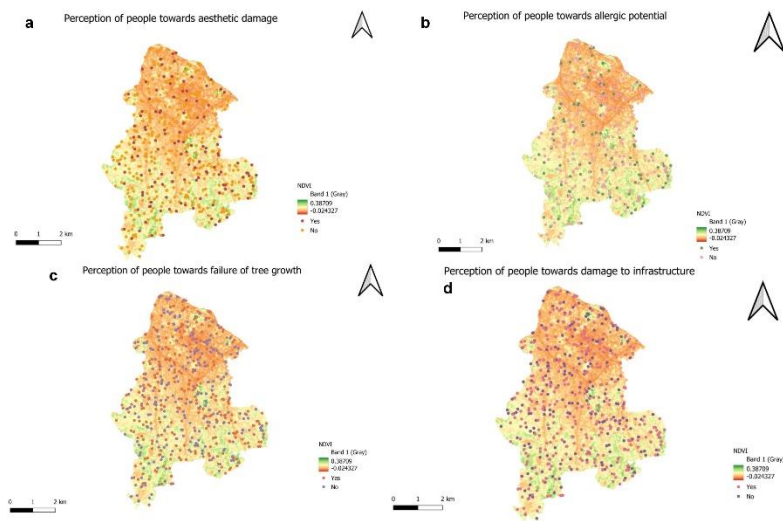 a
Perception of people towards aesthetic damage
NDVI
Band 1 (Gray)
0.38709
-0.024327
Yes
No
0 1 2 km
b
Perception of people towards allergic potential
NDVI
Band 1 (Gray)
0.38709
-0.024327
Yes
No
0 1 2 km
c
Perception of people towards failure of tree growth
NDVI
Band 1 (Gray)
0.38709
-0.024327
Yes
No
0 1 2 km
d
Perception of people towards damage to infrastructure
NDVI
Band 1 (Gray)
0.38709
-0.024327
Yes
No
0 1 2 km